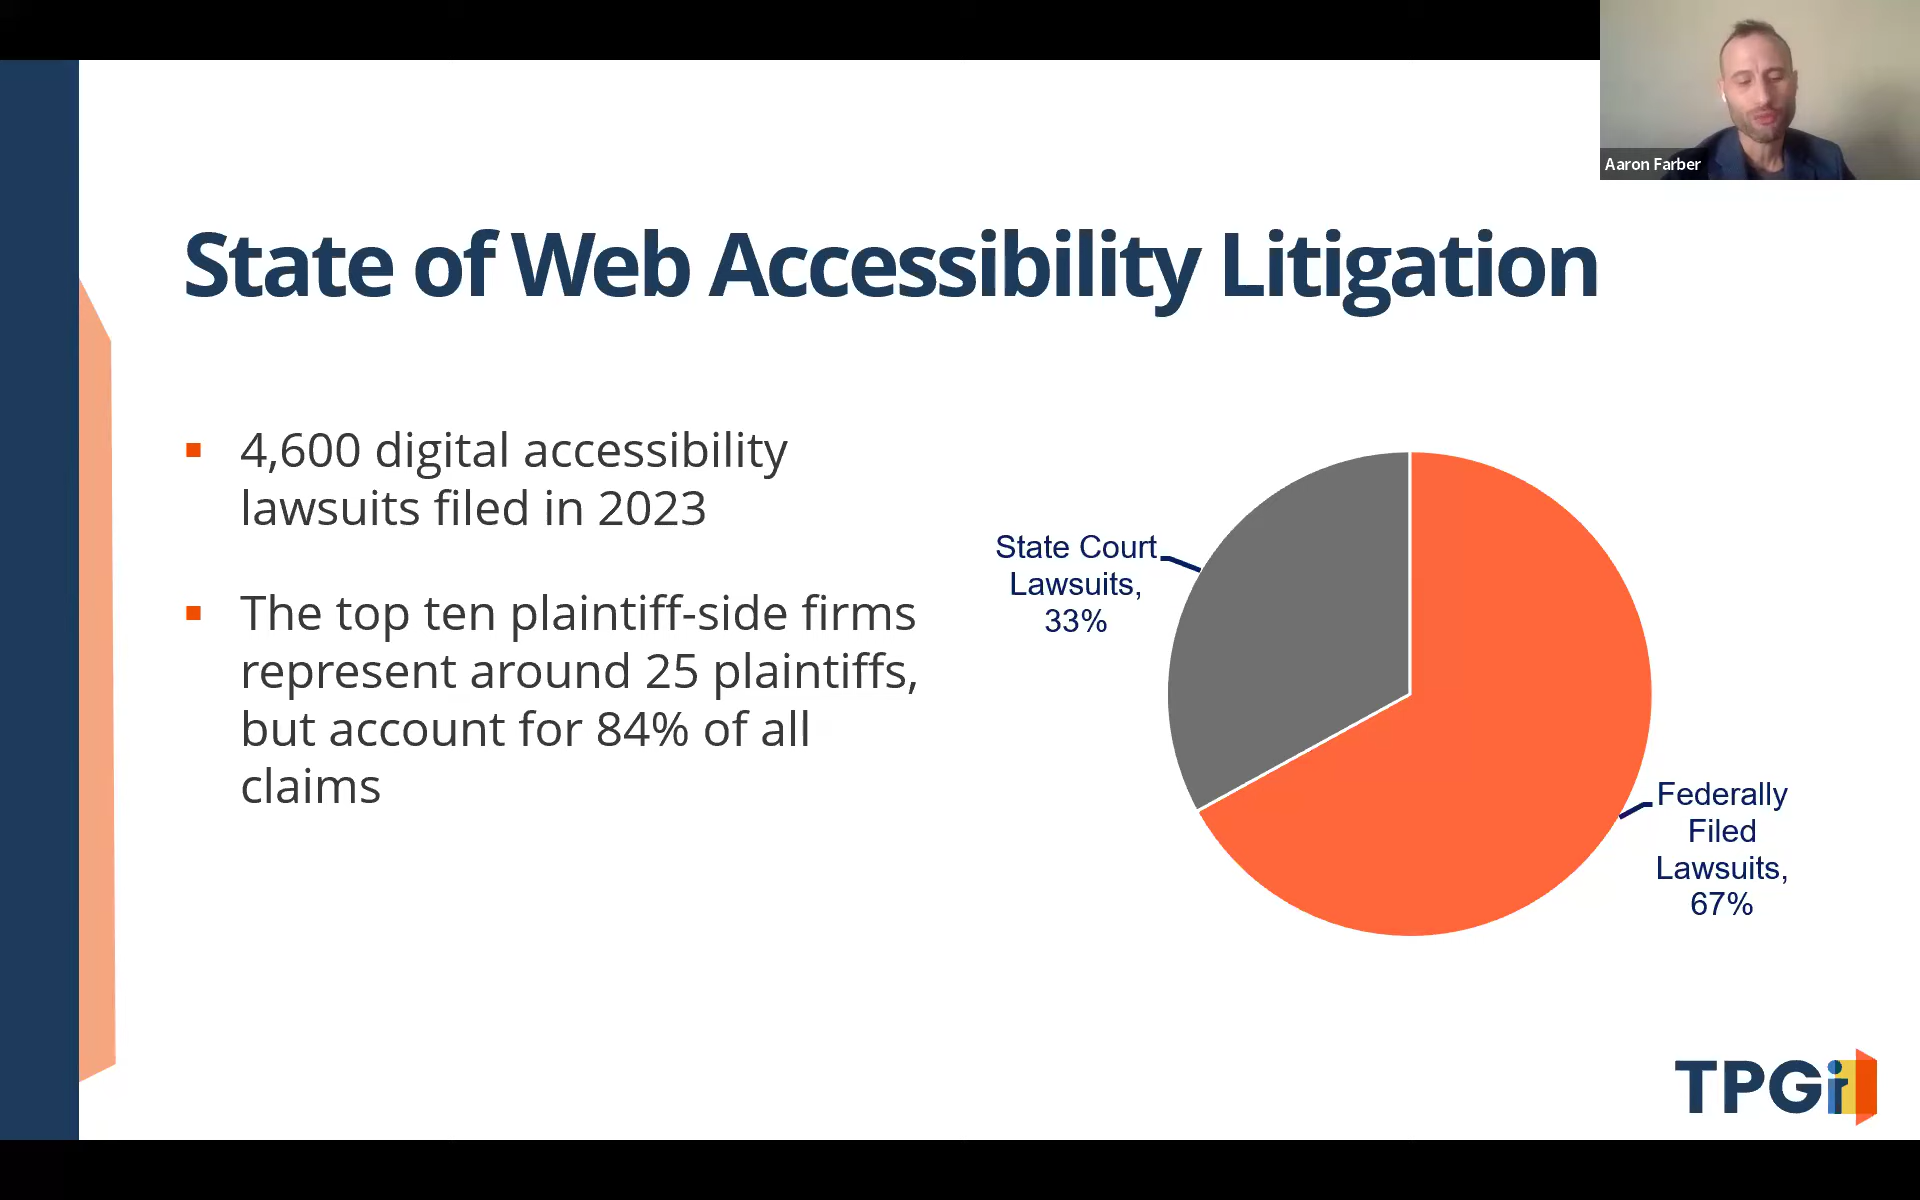 Aaron Farber
State of Web Accessibility Litigation
4,600 digital accessibility
lawsuits filed in 2023
The top ten plaintiff-side firms
represent around 25 plaintiffs,
but account for 84% of all
claims
State Court
Lawsuits,
33%
Federally
Filed
Lawsuits,
67%
TPGi